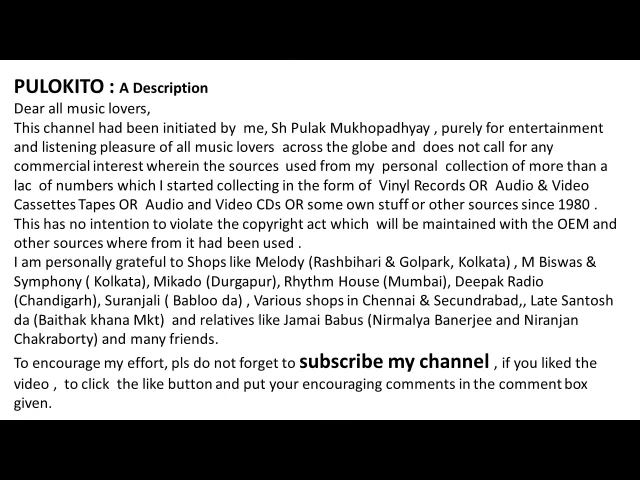 PULOKITO : A Description
Dear all music lovers,
This channel had been initiated by me, Sh Pulak Mukhopadhyay , purely for entertainment
and listening pleasure of all music lovers across the globe and does not call for any
commercial interest wherein the sources used from my personal collection of more than a
lac of numbers which I started collecting in the form of Vinyl Records OR Audio & Video
Cassettes Tapes OR Audio and Video CDs OR some own stuff or other sources since 1980 .
This has no intention to violate the copyright act which will be maintained with the OEM and
other sources where from it had been used .
I am personally grateful to Shops like Melody (Rashbihari & Golpark, Kolkata) , M Biswas &
Symphony ( Kolkata), Mikado (Durgapur), Rhythm House (Mumbai), Deepak Radio
(Chandigarh), Suranjali ( Babloo da) , Various shops in Chennai & Secundrabad,, Late Santosh
da (Baithak khana Mkt) and relatives like Jamai Babus (Nirmalya Banerjee and Niranjan
Chakraborty) and many friends.
To encourage my effort, pls do not forget to subscribe my channel , if you liked the
video , to click the like button and put your encouraging comments in the comment box
given.